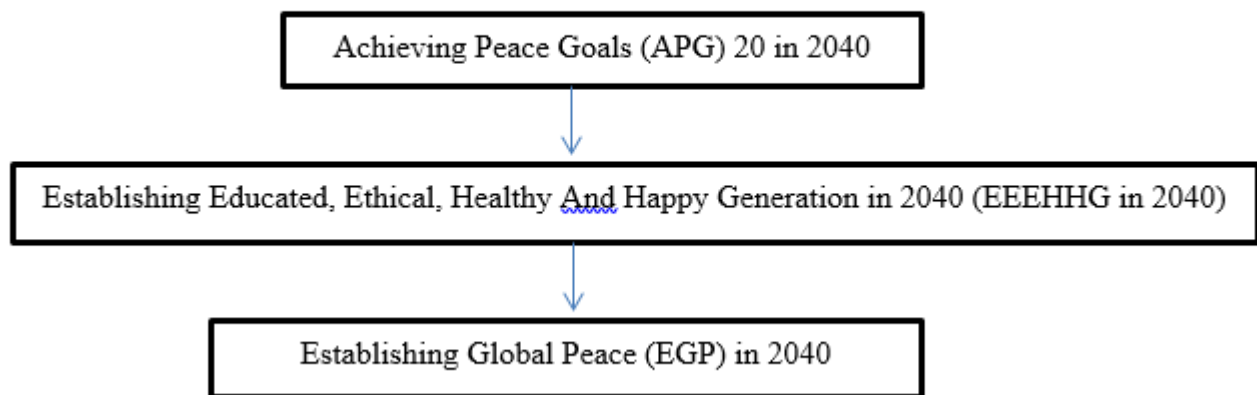 Achieving Peace Goals (APG) 20 in 2040
Establishing Educated, Ethical, Healthy And Happy Generation in 2040 (EEEHHG in 2040)
Establishing Global Peace (EGP) in 2040